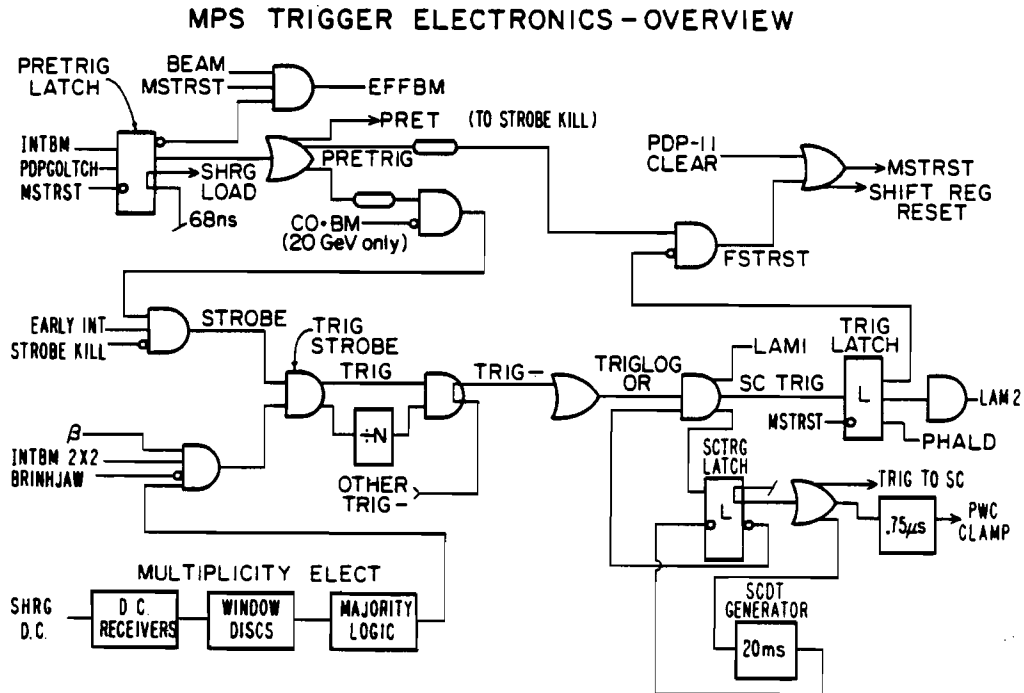 MPS TRIGGER ELECTRONICS - OVERVIEW
PRETRIG
LATCH
BEAM
MSTRST
EFFBM
INTBM
PDPGOLTCH
MSTRST
PRET (TO STROBE KILL)
PRETRIG
SHRG
LOAD
68ns
CO•BM
(20 GeV only)
PDP-11
CLEAR
MSTRST
SHIFT REG
RESET
FSTRST
EARLY INT
STROBE KILL
STROBE
TRIG
STROBE
TRIG
÷N
OTHER
TRIG-
TRIG-
TRIGLOG
OR
LAM1
SC TRIG
TRIG
LATCH
L
MSTRST
LAM2
PHALD
β
INTBM 2X2
BRINHJAW
SCTRG
LATCH
L
TRIG TO SC
.75μs
PWC
CLAMP
MULTIPLICITY ELECT
SHRG
D.C.
D.C.
RECEIVERS
WINDOW
DISCS
MAJORITY
LOGIC
SCDT
GENERATOR
20ms